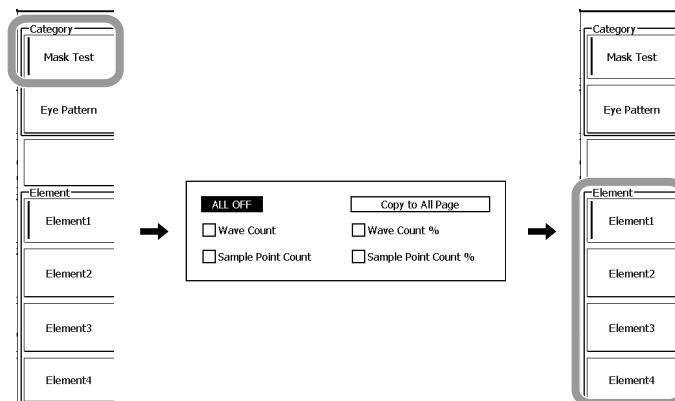 Category
Mask Test
Eye Pattern
Element
Element1
Element2
Element3
Element4
ALL OFF
Copy to All Page
Wave Count
Wave Count %
Sample Point Count
Sample Point Count %
Category
Mask Test
Eye Pattern
Element
Element1
Element2
Element3
Element4